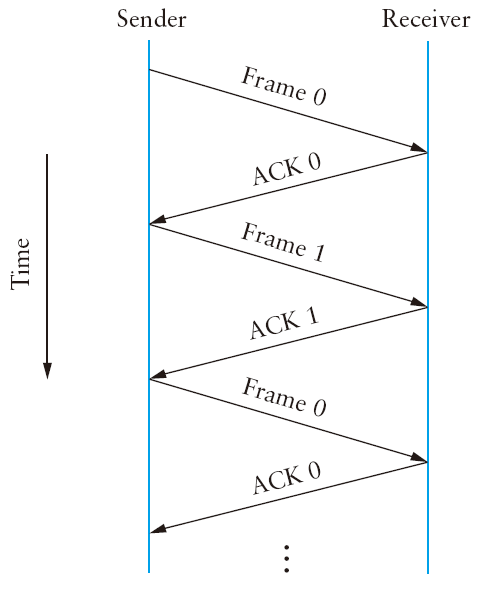 Sender
Receiver
Frame 0
ACK 0
Frame 1
Time
ACK 1
Frame 0
ACK 0